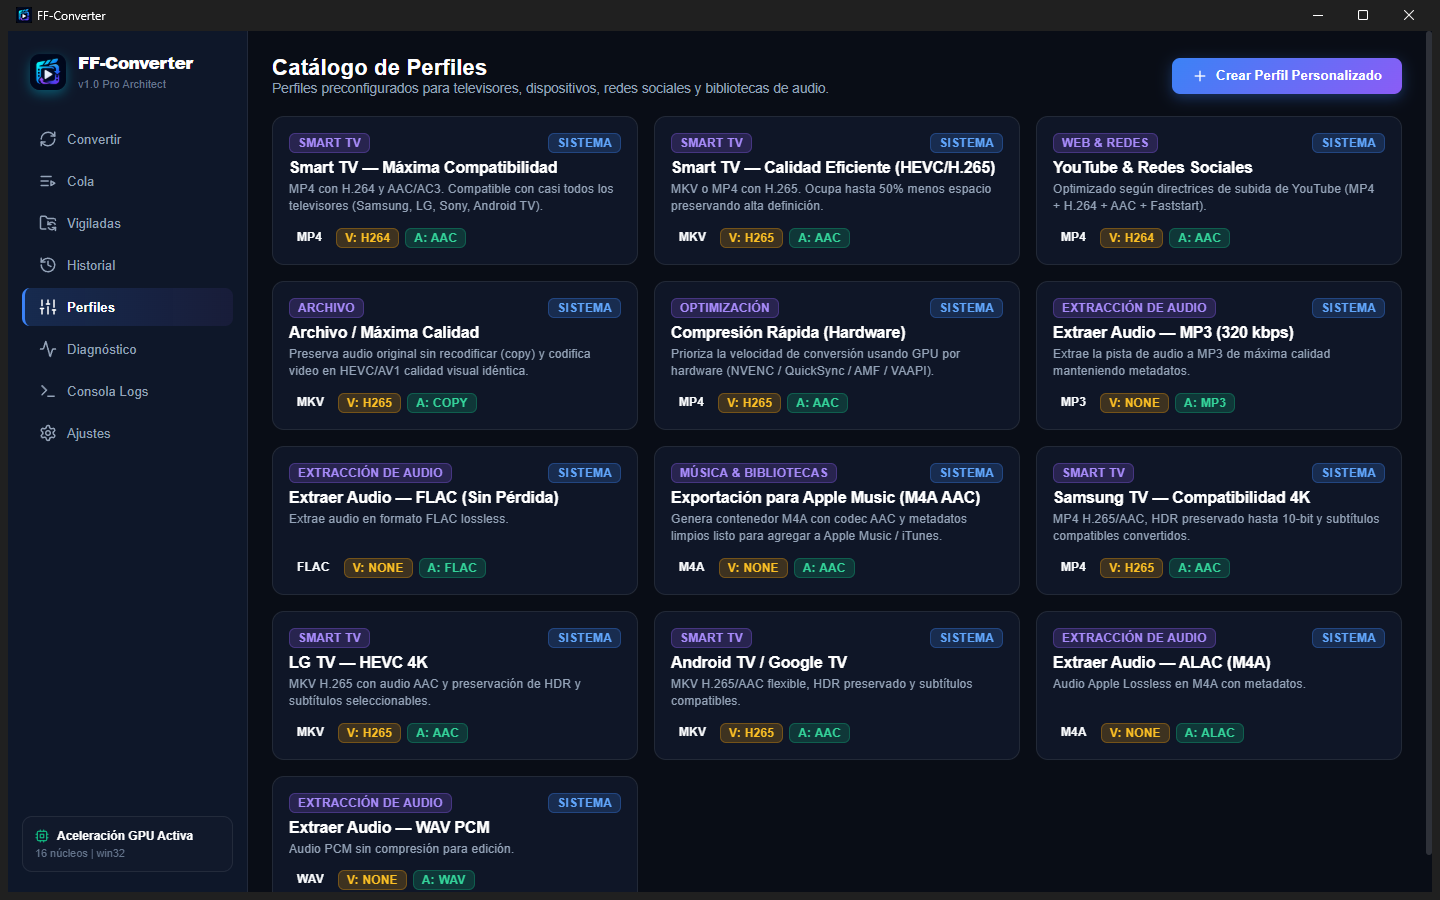 FF-Converter
FF-Converter
v1.0 Pro Architect
Convertir
Cola
Vigiladas
Historial
Perfiles
Diagnóstico
Consola Logs
Ajustes
Aceleración GPU Activa
16 núcleos | win32
Catálogo de Perfiles
Perfiles preconfigurados para televisores, dispositivos, redes sociales y bibliotecas de audio.
Crear Perfil Personalizado
SMART TV SISTEMA
Smart TV — Máxima Compatibilidad
MP4 con H.264 y AAC/AC3. Compatible con casi todos los
televisores (Samsung, LG, Sony, Android TV).
MP4 V: H264 A: AAC
SMART TV SISTEMA
Smart TV — Calidad Eficiente (HEVC/H.265)
MKV o MP4 con H.265. Ocupa hasta 50% menos espacio
preservando alta definición.
MKV V: H265 A: AAC
WEB & REDES SISTEMA
YouTube & Redes Sociales
Optimizado según directrices de subida de YouTube (MP4
+ H.264 + AAC + Faststart).
MP4 V: H264 A: AAC
ARCHIVO SISTEMA
Archivo / Máxima Calidad
Preserva audio original sin recodificar (copy) y codifica
video en HEVC/AV1 calidad visual idéntica.
MKV V: H265 A: COPY
OPTIMIZACIÓN SISTEMA
Compresión Rápida (Hardware)
Prioriza la velocidad de conversión usando GPU por
hardware (NVENC / QuickSync / AMF / VAAPI).
MP4 V: H265 A: AAC
EXTRACCIÓN DE AUDIO SISTEMA
Extraer Audio — MP3 (320 kbps)
Extrae la pista de audio a MP3 de máxima calidad
manteniendo metadatos.
MP3 V: NONE A: MP3
EXTRACCIÓN DE AUDIO SISTEMA
Extraer Audio — FLAC (Sin Pérdida)
Extrae audio en formato FLAC lossless.
FLAC V: NONE A: FLAC
MÚSICA & BIBLIOTECAS SISTEMA
Exportación para Apple Music (M4A AAC)
Genera contenedor M4A con codec AAC y metadatos
limpios listo para agregar a Apple Music / iTunes.
M4A V: NONE A: AAC
SMART TV SISTEMA
Samsung TV — Compatibilidad 4K
MP4 H.265/AAC, HDR preservado hasta 10-bit y subtítulos
compatibles convertidos.
MP4 V: H265 A: AAC
SMART TV SISTEMA
LG TV — HEVC 4K
MKV H.265 con audio AAC y preservación de HDR y
subtítulos seleccionables.
MKV V: H265 A: AAC
SMART TV SISTEMA
Android TV / Google TV
MKV H.265/AAC flexible, HDR preservado y subtítulos
compatibles.
MKV V: H265 A: AAC
EXTRACCIÓN DE AUDIO SISTEMA
Extraer Audio — ALAC (M4A)
Audio Apple Lossless en M4A con metadatos.
M4A V: NONE A: ALAC
EXTRACCIÓN DE AUDIO SISTEMA
Extraer Audio — WAV PCM
Audio PCM sin compresión para edición.
WAV V: NONE A: WAV